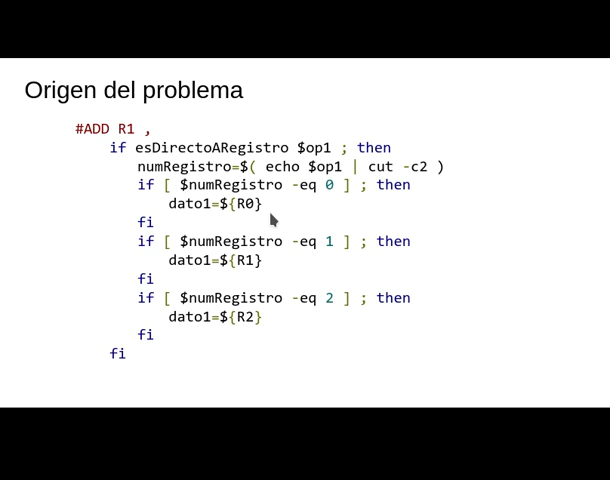 Origen del problema
#ADD R1 ,
if esDirectoARegistro $op1 ; then
numRegistro=$( echo $op1 | cut -c2 )
if [ $numRegistro -eq 0 ] ; then
dato1=${R0}
fi
if [ $numRegistro -eq 1 ] ; then
dato1=${R1}
fi
if [ $numRegistro -eq 2 ] ; then
dato1=${R2}
fi
fi